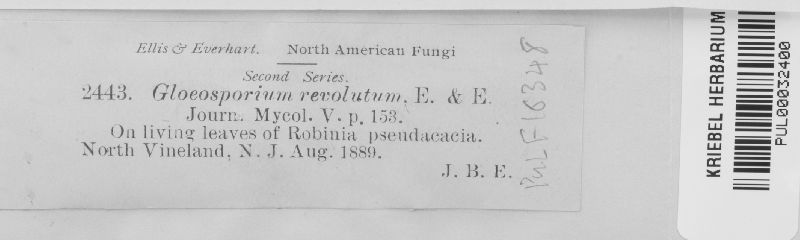 Ellis & Everhart. North American Fungi
Second Series.
2443. Gloeosporium revolutum, E. & E.
Journ. Mycol. V. p. 153.
On living leaves of Robinia pseudacacia.
North Vineland, N. J. Aug. 1889.
J. B. E.
PuLF16348
KRIEBEL HERBARIUM
PUL00032400